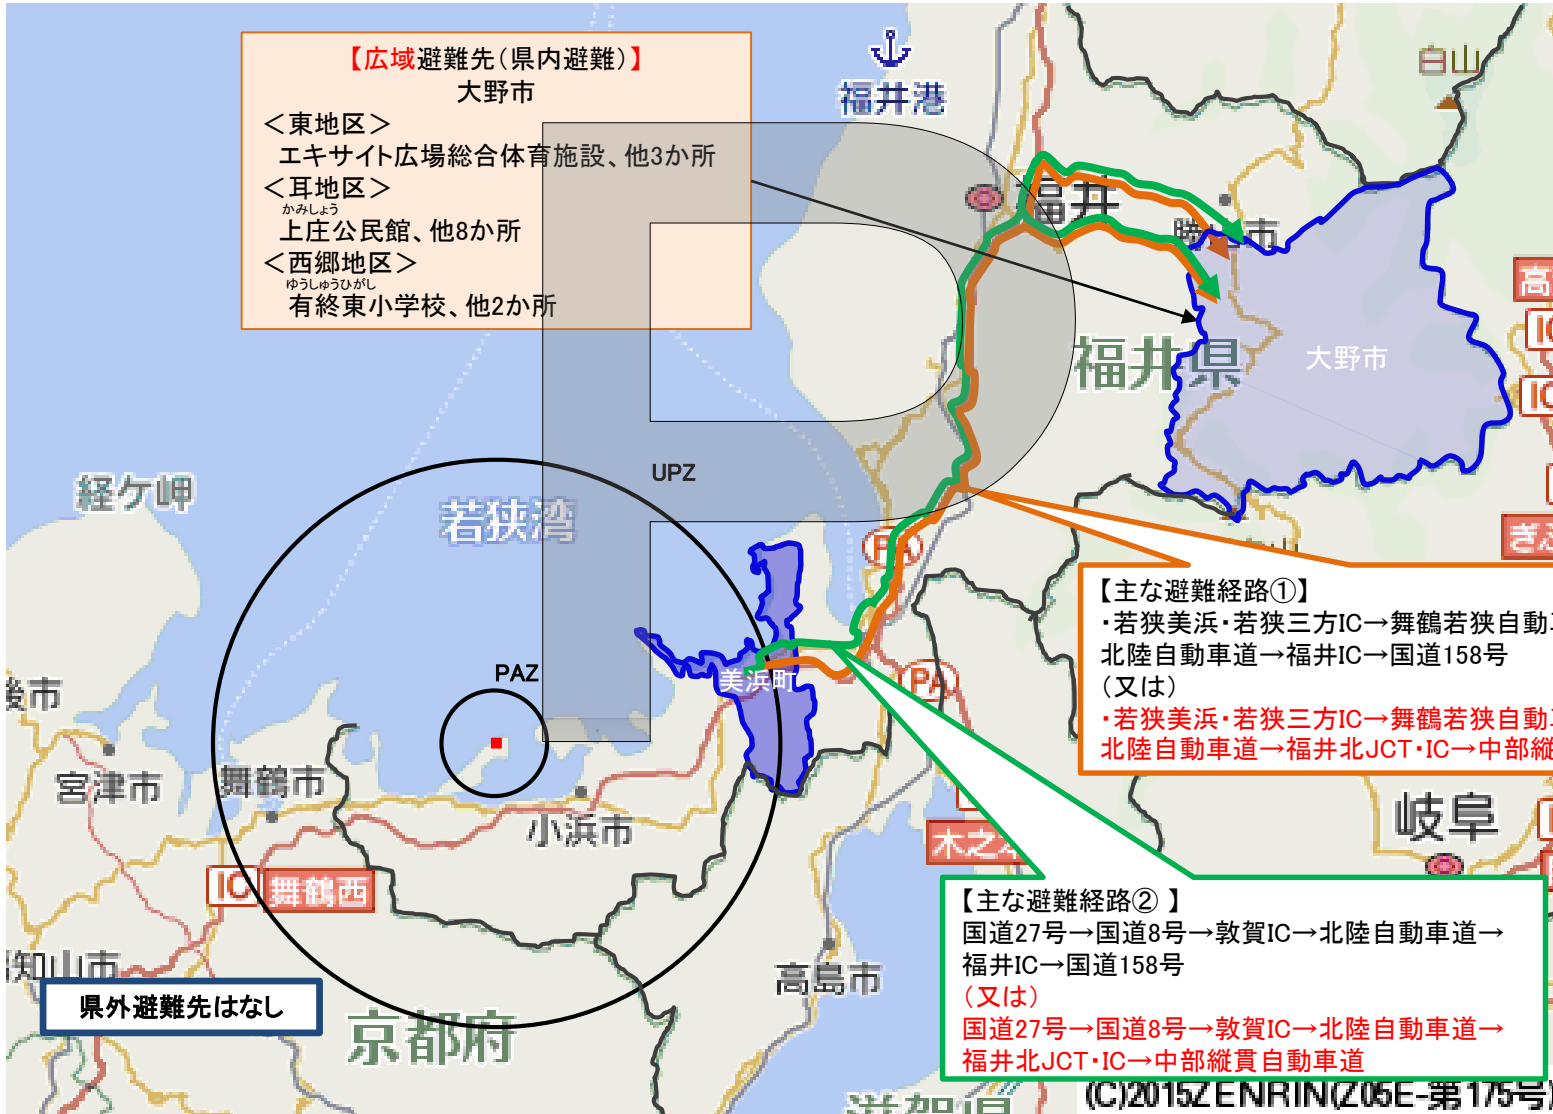 【広域避難先(県内避難)】
大野市
＜東地区＞
エキサイト広場総合体育施設、他3か所
＜耳地区＞
かみしょう
上庄公民館、他8か所
＜西郷地区＞
ゆうしゅうひがし
有終東小学校、他2か所
福井港
白山
福井
福井県
大野市
経ケ岬
若狭湾
UPZ
PA
PAZ
美浜町
PA
宮津市
舞鶴市
小浜市
IC
舞鶴西
木之
岐阜
高島市
京都府
県外避難先はなし
【主な避難経路①】
・若狭美浜・若狭三方IC→舞鶴若狭自動
北陸自動車道→福井IC→国道158号
(又は)
・若狭美浜・若狭三方IC→舞鶴若狭自動
北陸自動車道→福井北JCT・IC→中部縦
【主な避難経路② 】
国道27号→国道8号→敦賀IC→北陸自動車道→
福井IC→国道158号
(又は)
国道27号→国道8号→敦賀IC→北陸自動車道→
福井北JCT・IC→中部縦貫自動車道
(C)2015ZENRIN(Z05E-第175号)